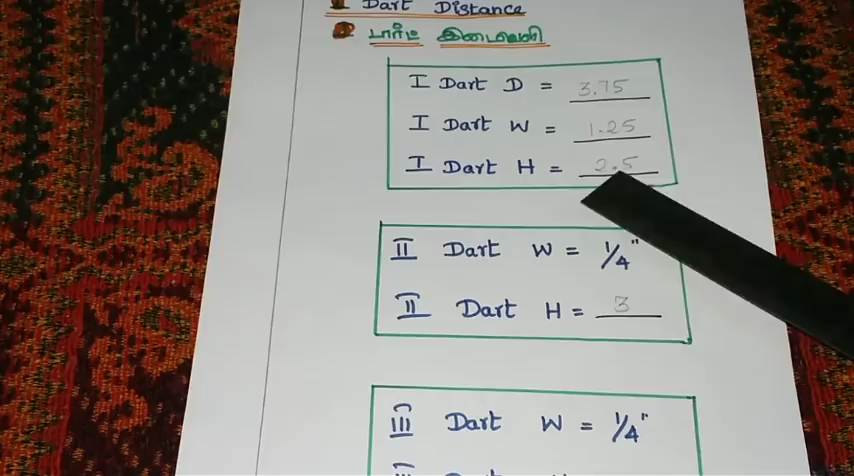 Dart Distance
டார்ட் இடைவெளி
I Dart D = 3.75
I Dart W = 1.25
I Dart H = 2.5
II Dart W = 1/4"
II Dart H = 3
III Dart W = 1/4"